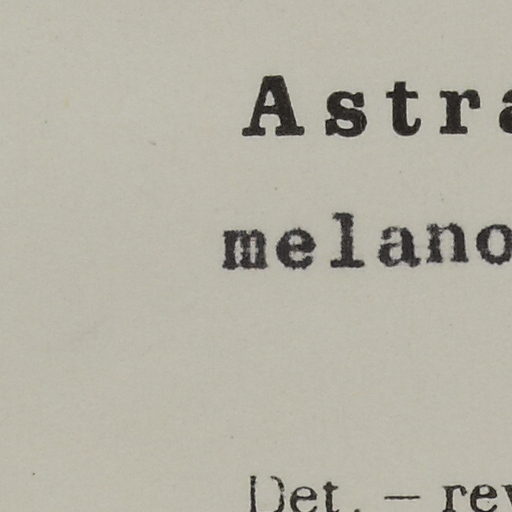 Astra
melano
Det. — rev